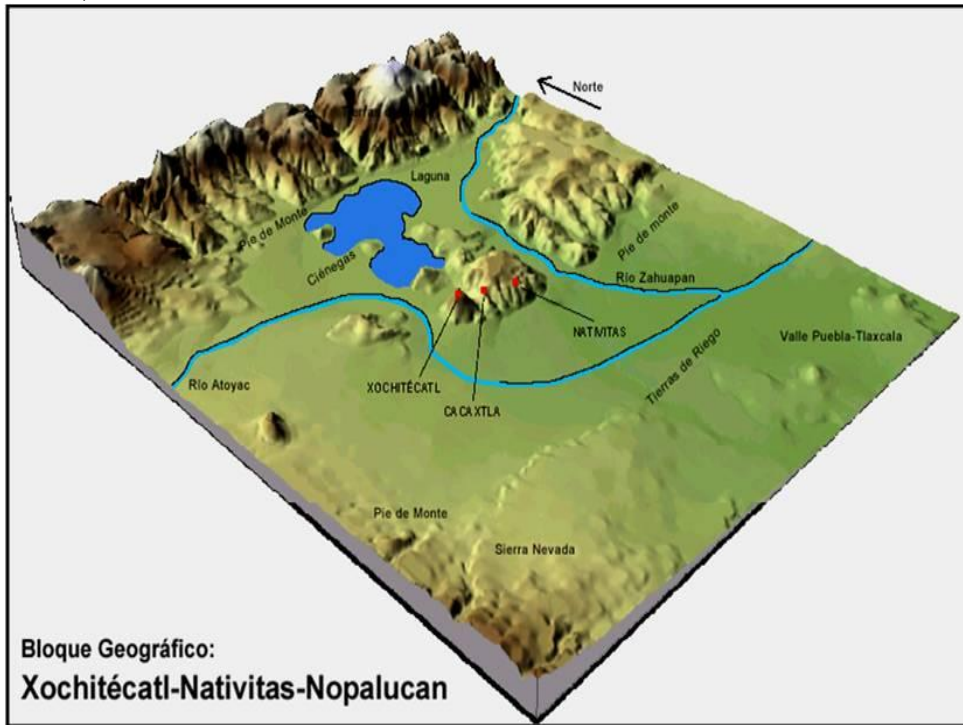 Norte
Tierras
Laguna
Pie de Monte
Ciénegas
Pie de monte
Río Zahuapan
NATIVITAS
Valle Puebla-Tlaxcala
Río Atoyac
XOCHITÉCATL
CACAXTLA
Tierras de Riego
Pie de Monte
Sierra Nevada
Bloque Geográfico:
Xochitécatl-Nativitas-Nopalucan